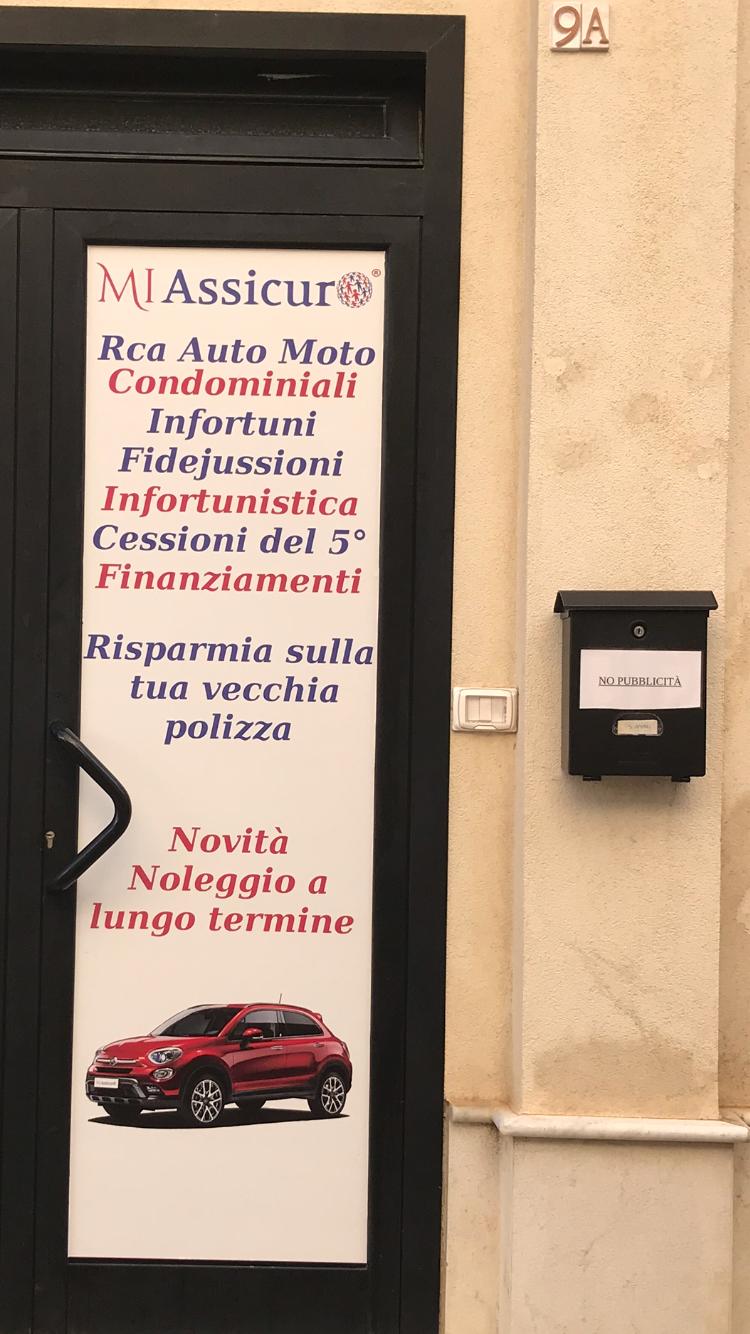 9A
MI Assicuro®
Rca Auto Moto
Condominiali
Infortuni
Fidejussioni
Infortunistica
Cessioni del 5°
Finanziamenti
Risparmia sulla
tua vecchia
polizza
Novità
Noleggio a
lungo termine
NO PUBBLICITÀ